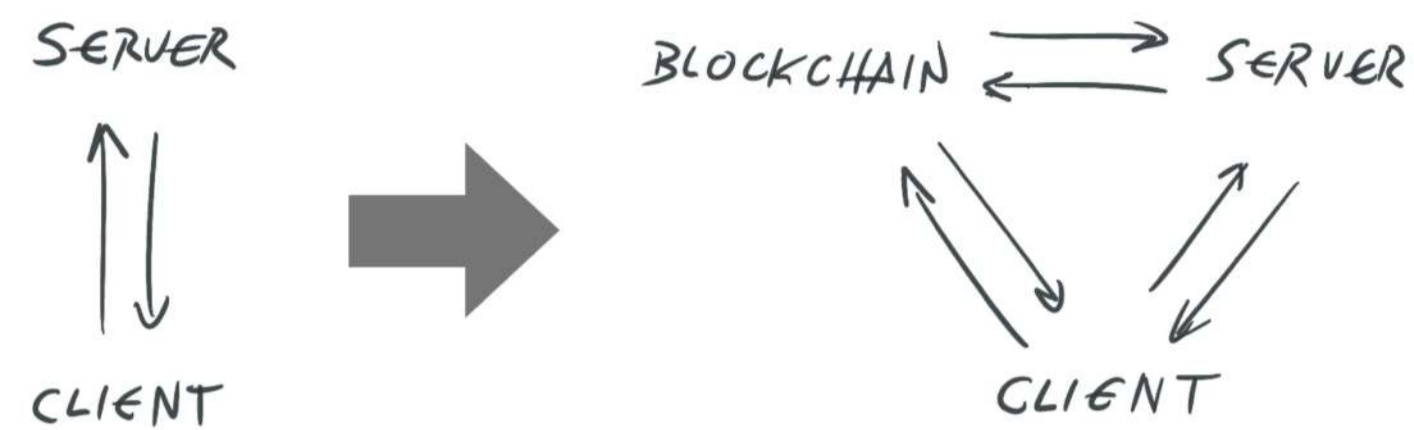 SERVER
BLOCKCHAIN
SERVER
CLIENT
CLIENT